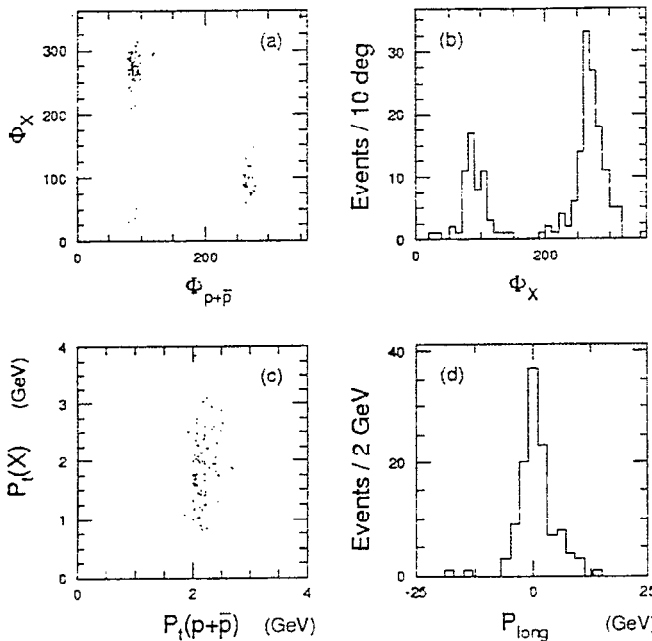 (a)
300
200
100
0
0
200
Φ_X
Φ_{p+p̄}
(b)
30
20
10
0
0
200
Events / 10 deg
Φ_X
(c)
4
3
2
1
0
0
2
4
P_t(X) (GeV)
P_t(p+p̄) (GeV)
(d)
40
20
0
-25
0
25
Events / 2 GeV
P_long (GeV)